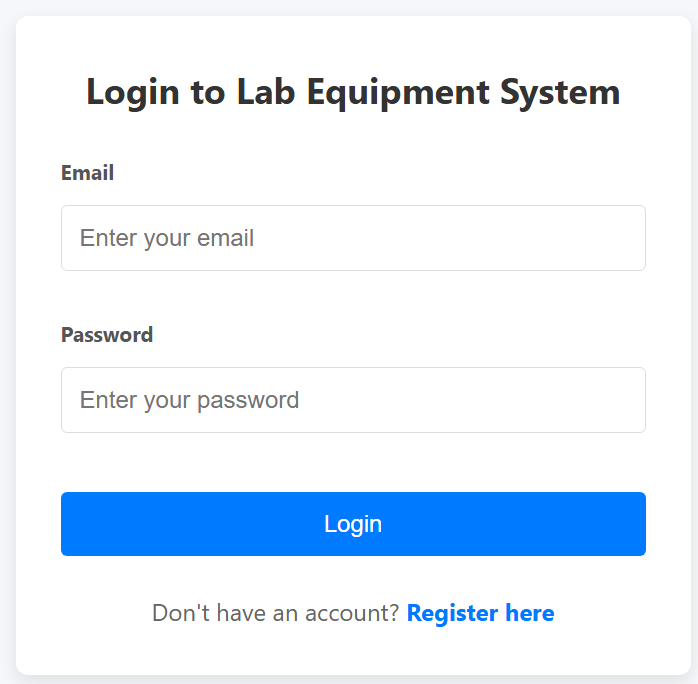 Login to Lab Equipment System
Email
Enter your email
Password
Enter your password
Login
Don't have an account? Register here